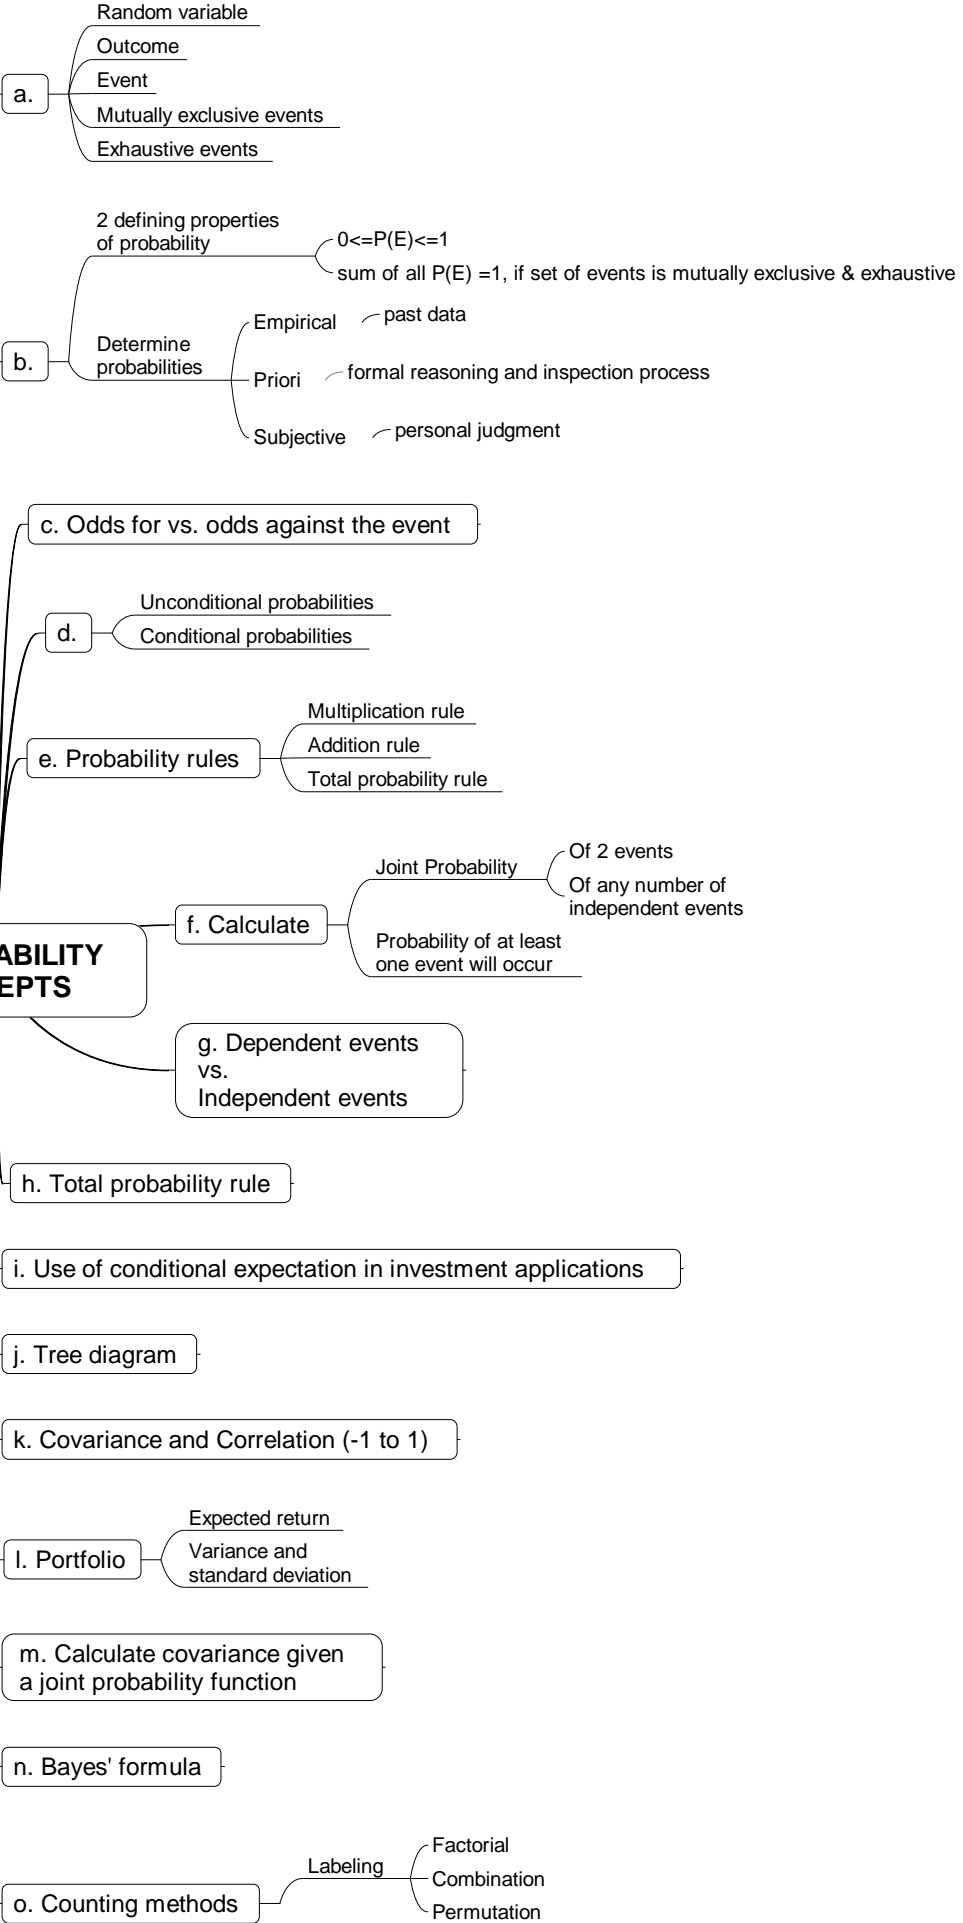 Random variable
Outcome
Event
a.
Mutually exclusive events
Exhaustive events
2 defining properties
of probability
0<=P(E)<=1
sum of all P(E) =1, if set of events is mutually exclusive & exhaustive
b.
Determine
probabilities
Empirical
past data
Priori
formal reasoning and inspection process
Subjective
personal judgment
c. Odds for vs. odds against the event
d.
Unconditional probabilities
Conditional probabilities
e. Probability rules
Multiplication rule
Addition rule
Total probability rule
f. Calculate
Joint Probability
Of 2 events
Of any number of
independent events
Probability of at least
one event will occur
ABILITY
EPTS
g. Dependent events
vs.
Independent events
h. Total probability rule
i. Use of conditional expectation in investment applications
j. Tree diagram
k. Covariance and Correlation (-1 to 1)
l. Portfolio
Expected return
Variance and
standard deviation
m. Calculate covariance given
a joint probability function
n. Bayes' formula
o. Counting methods
Labeling
Factorial
Combination
Permutation